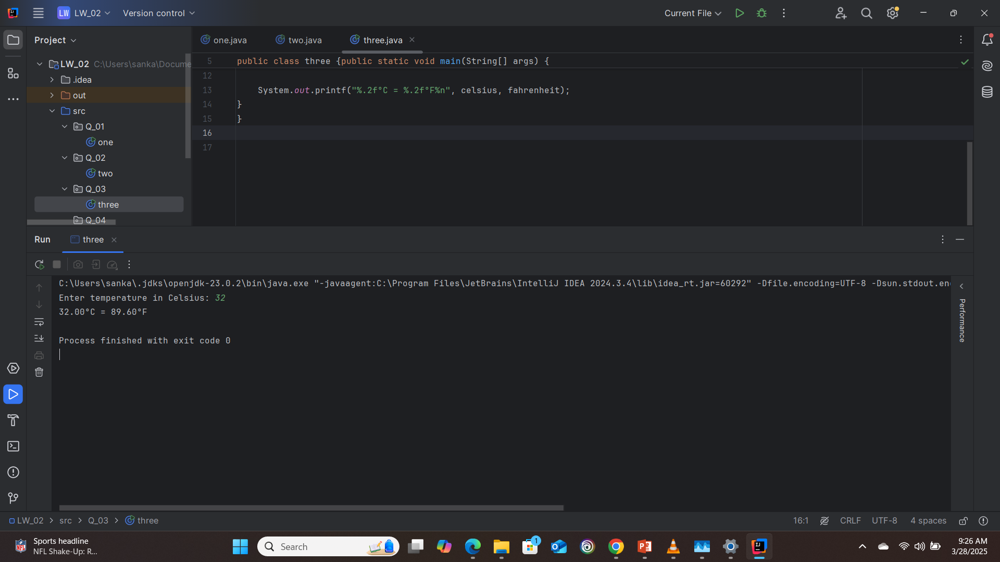 LW LW_02 Version control Current File
Project
one.java two.java three.java
LW_02 C:\Users\sanka\Docume
.idea
out
src
Q_01
one
Q_02
two
Q_03
three
Q_04
5 public class three {public static void main(String[] args) {
12
13 System.out.printf("%.2f°C = %.2f°F%n", celsius, fahrenheit);
14 }
15 }
16
17
Run three
C:\Users\sanka\.jdks\openjdk-23.0.2\bin\java.exe "-javaagent:C:\Program Files\JetBrains\IntelliJ IDEA 2024.3.4\lib\idea_rt.jar=60292" -Dfile.encoding=UTF-8 -Dsun.stdout.en
Enter temperature in Celsius: 32
32.00°C = 89.60°F
Process finished with exit code 0
Performance
LW_02 > src > Q_03 > three 16:1 CRLF UTF-8 4 spaces
Sports headline
NFL Shake-Up: R...
Search
1
9:26 AM
3/28/2025